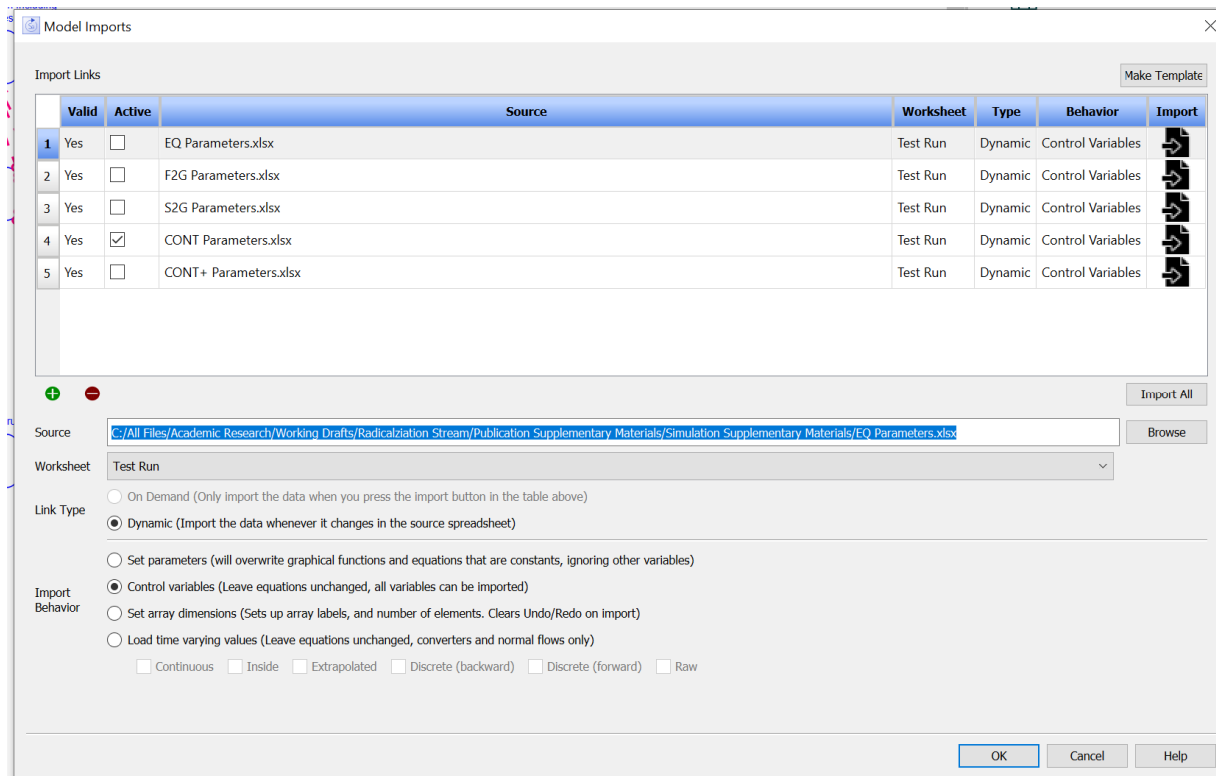 Model Imports
Import Links
Make Template
Valid Active Source Worksheet Type Behavior Import
1 Yes EQ Parameters.xlsx Test Run Dynamic Control Variables
2 Yes F2G Parameters.xlsx Test Run Dynamic Control Variables
3 Yes S2G Parameters.xlsx Test Run Dynamic Control Variables
4 Yes CONT Parameters.xlsx Test Run Dynamic Control Variables
5 Yes CONT+ Parameters.xlsx Test Run Dynamic Control Variables
Import All
Source C:/All Files/Academic Research/Working Drafts/Radicalziation Stream/Publication Supplementary Materials/Simulation Supplementary Materials/EQ Parameters.xlsx Browse
Worksheet Test Run
Link Type
On Demand (Only import the data when you press the import button in the table above)
Dynamic (Import the data whenever it changes in the source spreadsheet)
Import Behavior
Set parameters (will overwrite graphical functions and equations that are constants, ignoring other variables)
Control variables (Leave equations unchanged, all variables can be imported)
Set array dimensions (Sets up array labels, and number of elements. Clears Undo/Redo on import)
Load time varying values (Leave equations unchanged, converters and normal flows only)
Continuous Inside Extrapolated Discrete (backward) Discrete (forward) Raw
OK Cancel Help